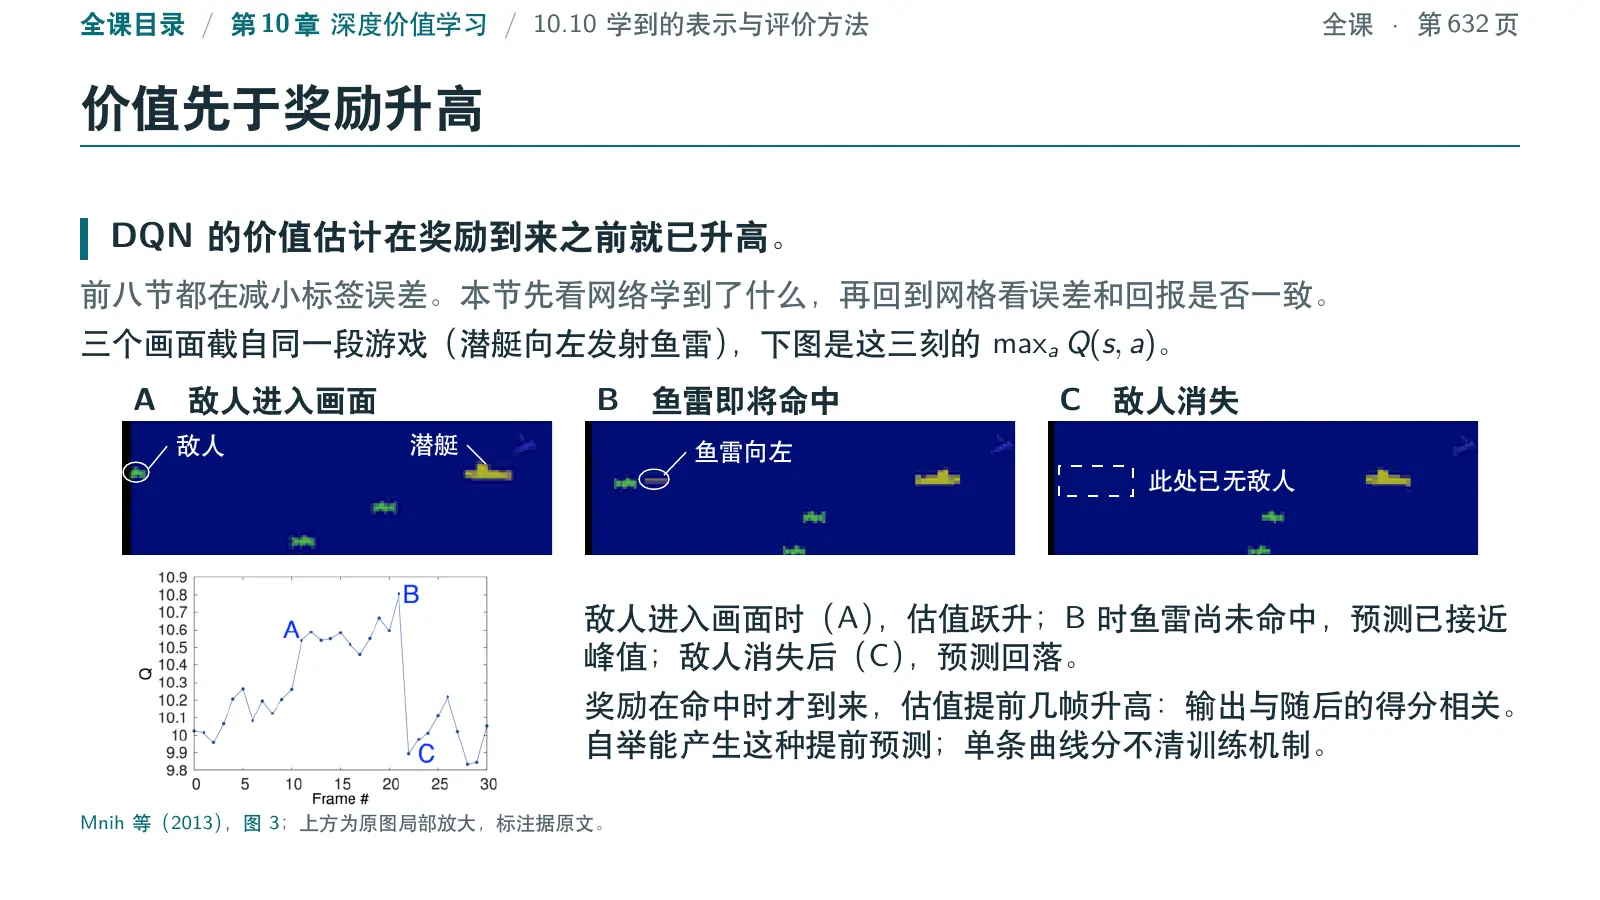 全课目录 / 第 10 章 深度价值学习 / 10.10 学到的表示与评价方法
全课 · 第 632 页
价值先于奖励升高
DQN 的价值估计在奖励到来之前就已升高。
前八节都在减小标签误差。本节先看网络学到了什么，再回到网格看误差和回报是否一致。
三个画面截自同一段游戏（潜艇向左发射鱼雷），下图是这三刻的 maxₐ Q(s, a)。
A 敌人进入画面
B 鱼雷即将命中
C 敌人消失
敌人
潜艇
鱼雷向左
此处已无敌人
10.9
10.8
10.7
10.6
10.5
10.4
10.3
10.2
10.1
10
9.9
9.8
Q
A
B
C
0 5 10 15 20 25 30
Frame #
敌人进入画面时（A），估值跃升；B 时鱼雷尚未命中，预测已接近
峰值；敌人消失后（C），预测回落。
奖励在命中时才到来，估值提前几帧升高：输出与随后的得分相关。
自举能产生这种提前预测；单条曲线分不清训练机制。
Mnih 等（2013），图 3；上方为原图局部放大，标注据原文。